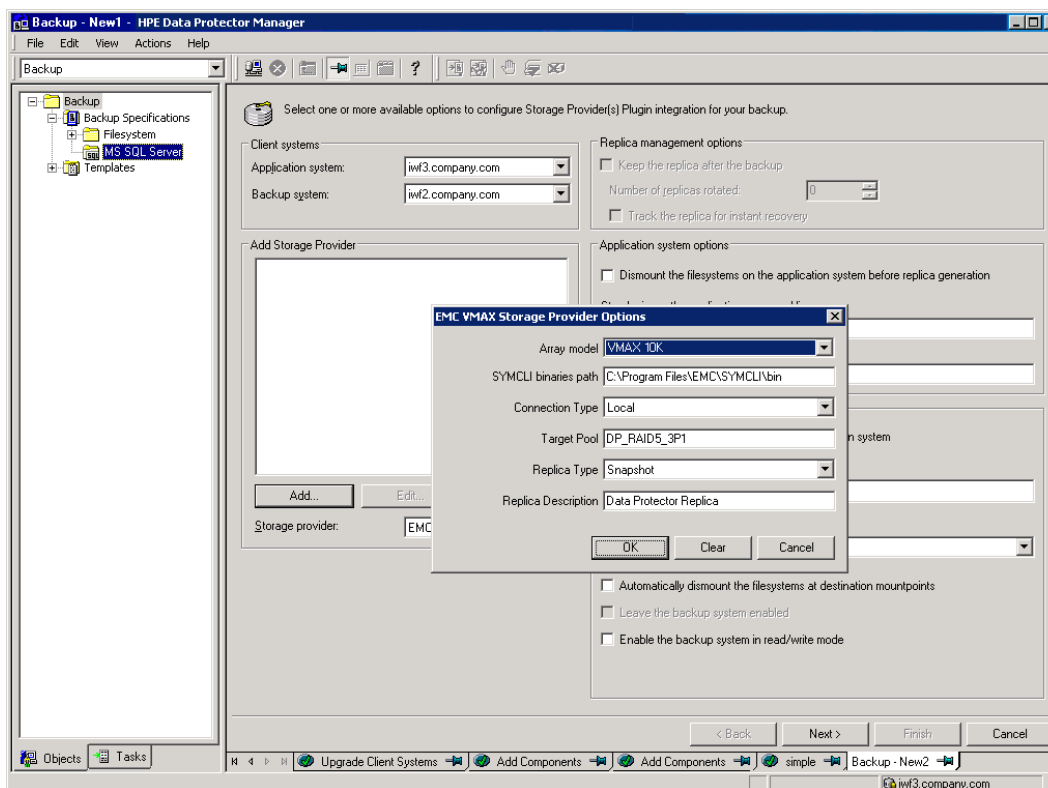 Backup - New1 - HPE Data Protector Manager
File Edit View Actions Help
Backup
Backup
Backup Specifications
Filesystem
MS SQL Server
SQL
Templates
Select one or more available options to configure Storage Provider(s) Plugin integration for your backup.
Client systems
Application system: iwf3.company.com
Backup system: iwf2.company.com
Replica management options
Keep the replica after the backup
Number of replicas rotated: 0
Track the replica for instant recovery
Add Storage Provider
Application system options
Dismount the filesystems on the application system before replica generation
EMC VMAX Storage Provider Options
Array model VMAX 10K
SYMCLI binaries path C:\Program Files\EMC\SYMCLI\bin
Connection Type Local
Target Pool DP_RAID5_3P1
Replica Type Snapshot
Replica Description Data Protector Replica
OK Clear Cancel
n system
Add... Edit...
Storage provider: EMC
Automatically dismount the filesystems at destination mountpoints
Leave the backup system enabled
Enable the backup system in read/write mode
< Back Next > Finish Cancel
Objects Tasks
Upgrade Client Systems Add Components Add Components simple Backup - New2
iwf3.company.com